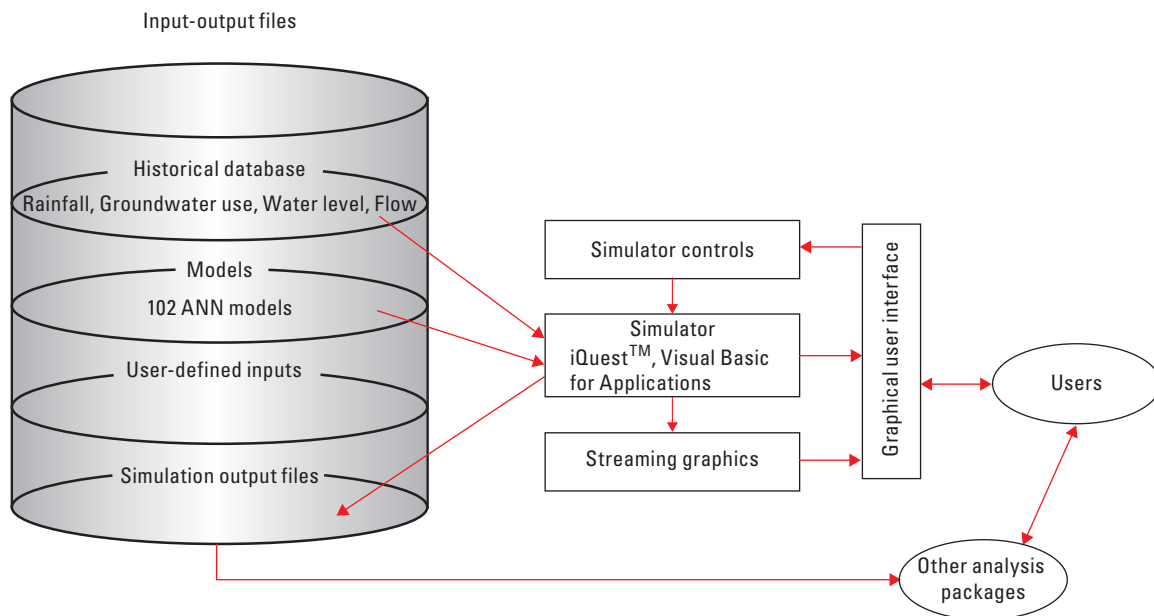 Input-output files
Historical database
Rainfall, Groundwater use, Water level, Flow
Models
102 ANN models
User-defined inputs
Simulation output files
Simulator controls
Simulator
iQuest™, Visual Basic
for Applications
Streaming graphics
Graphical user interface
Users
Other analysis
packages